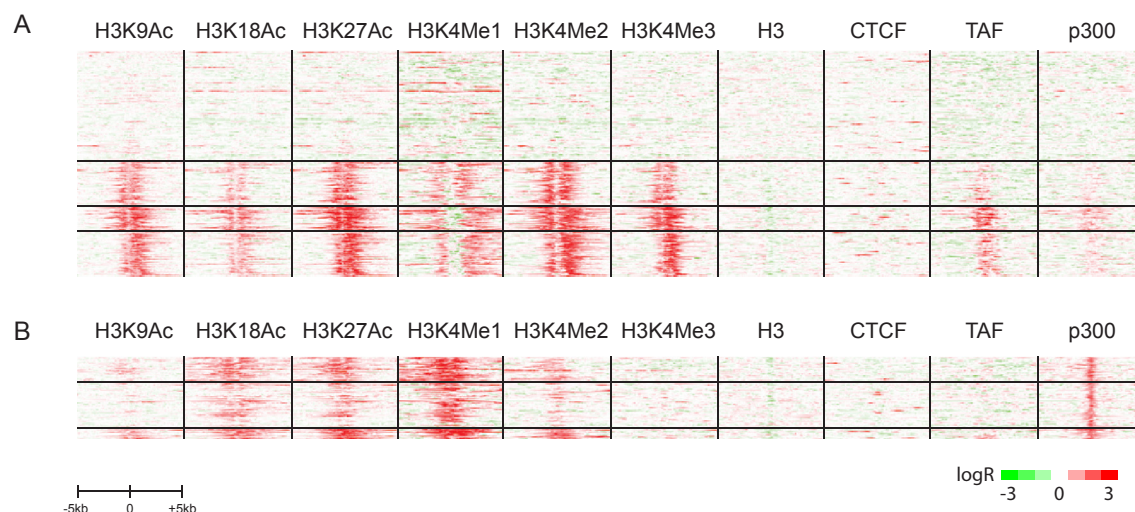 A
H3K9Ac H3K18Ac H3K27Ac H3K4Me1 H3K4Me2 H3K4Me3 H3 CTCF TAF p300
B
H3K9Ac H3K18Ac H3K27Ac H3K4Me1 H3K4Me2 H3K4Me3 H3 CTCF TAF p300
-5kb 0 +5kb
logR
-3 0 3